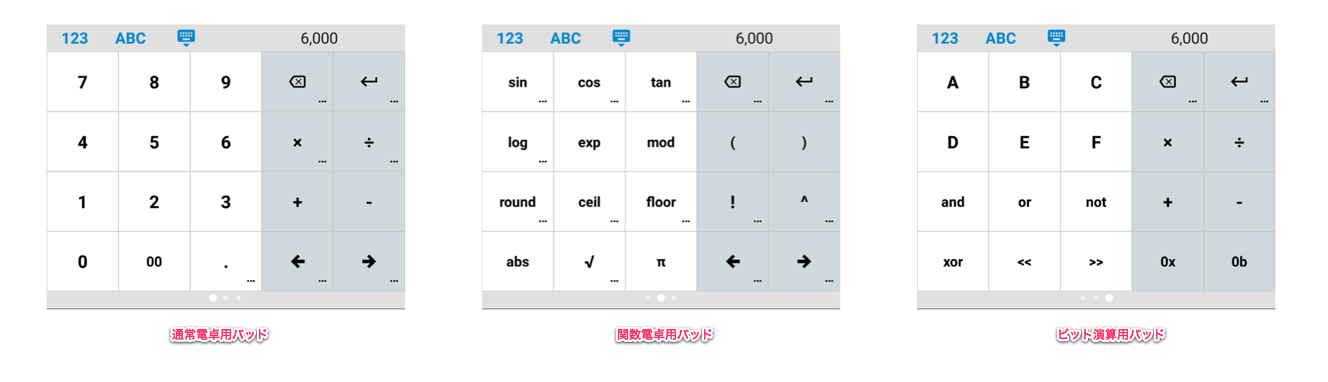 123 ABC 6,000
7 8 9 ⌫ ↵
4 5 6 × ÷
1 2 3 + -
0 00 . ← →
通常電卓用パッド
123 ABC 6,000
sin cos tan ⌫ ↵
log exp mod ( )
round ceil floor ! ^
abs √ π ← →
関数電卓用パッド
123 ABC 6,000
A B C ⌫ ↵
D E F × ÷
and or not + -
xor << >> 0x 0b
ビット演算用パッド